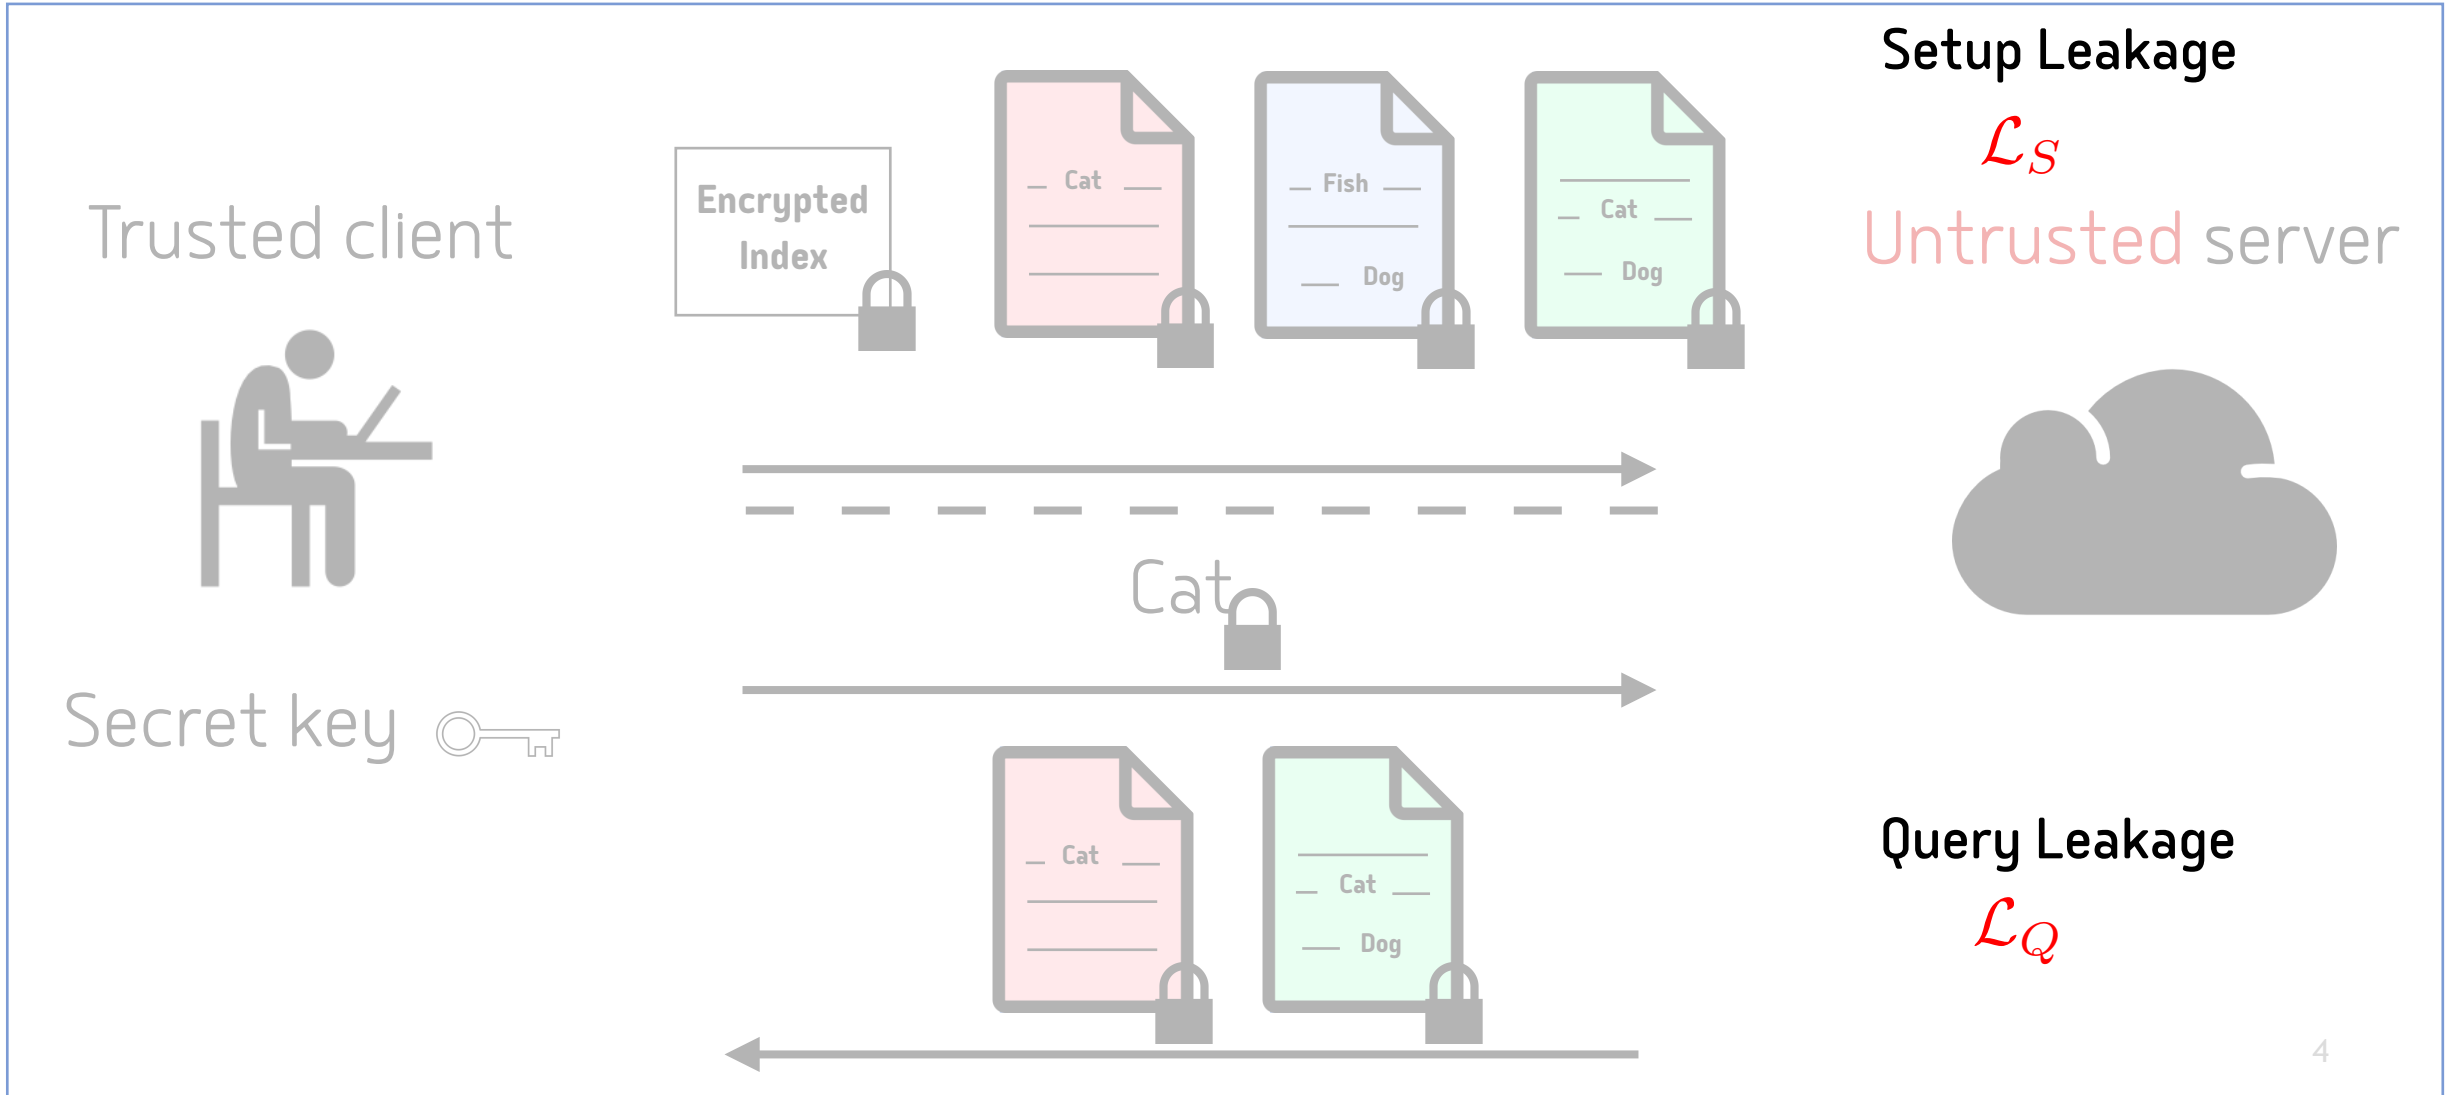 Setup Leakage
ℒ_S
Trusted client
Encrypted
Index
Cat
Fish
Dog
Cat
Dog
Untrusted server
Cat
Secret key
Cat
Cat
Dog
Query Leakage
ℒ_Q
4